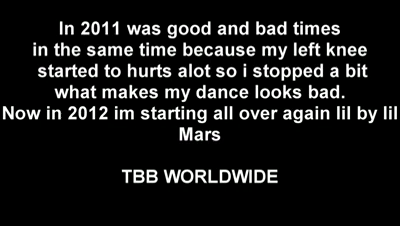 In 2011 was good and bad times
in the same time because my left knee
started to hurts alot so i stopped a bit
what makes my dance looks bad.
Now in 2012 im starting all over again lil by lil
Mars
TBB WORLDWIDE